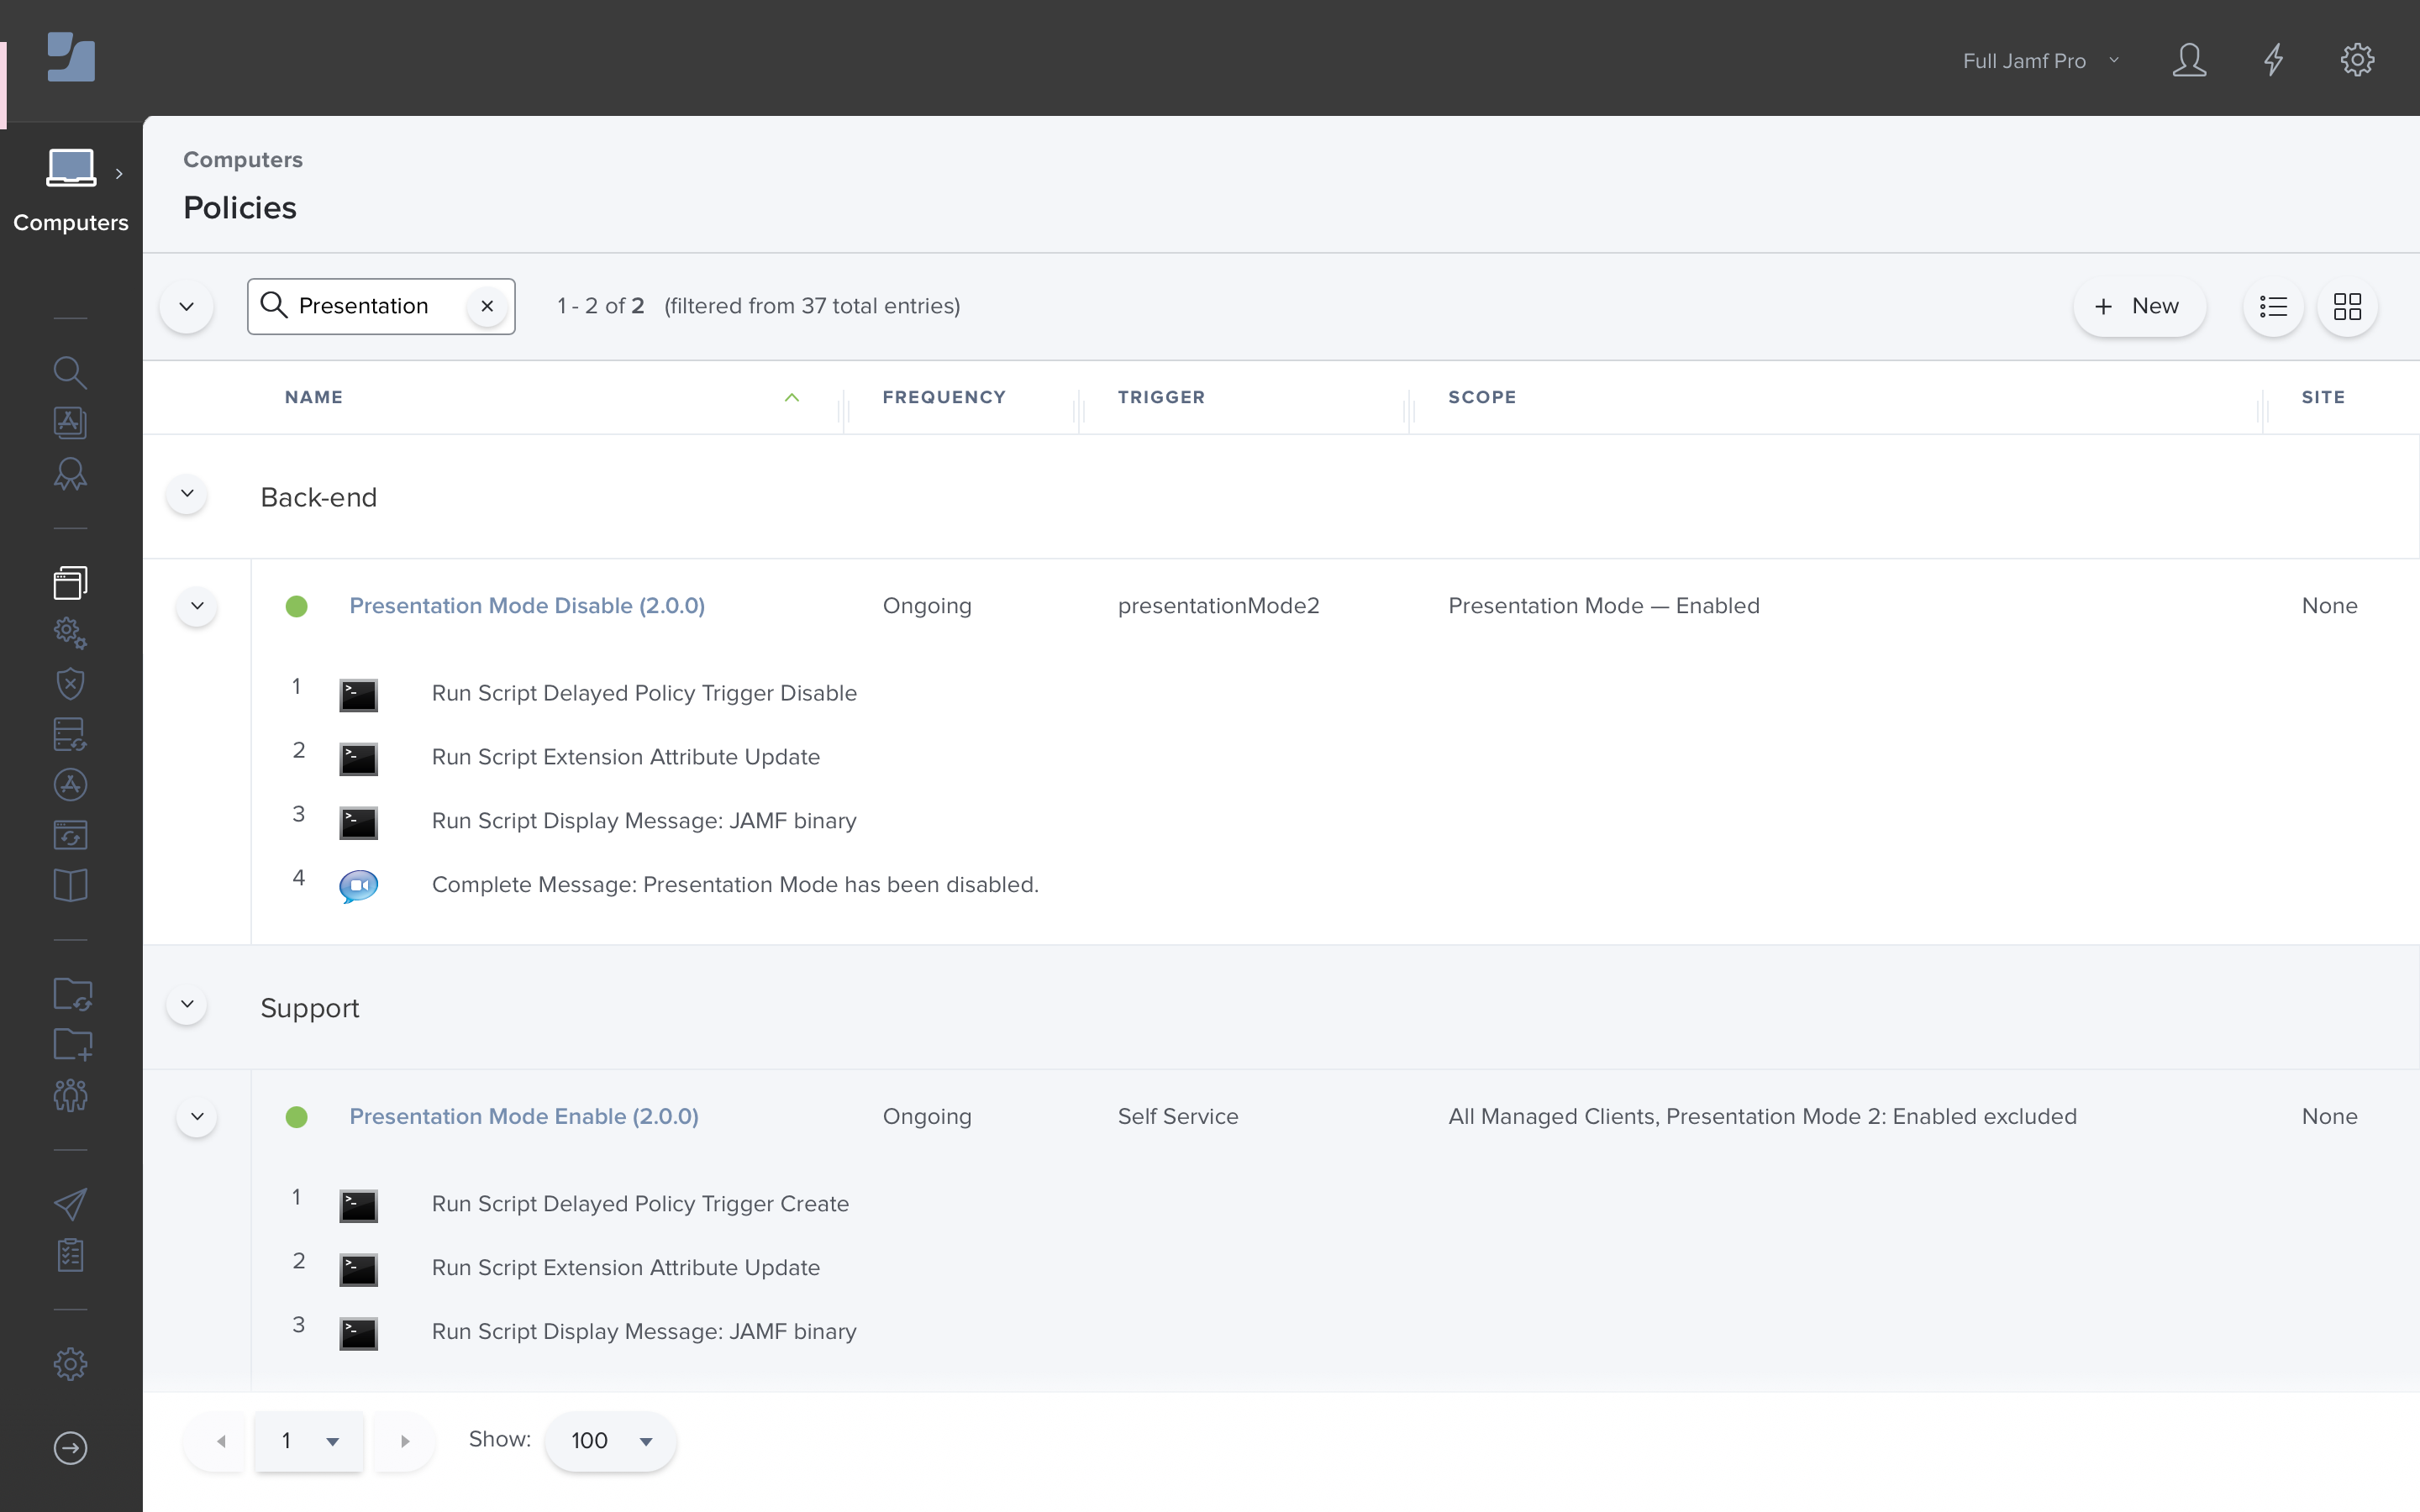 Full Jamf Pro
Computers
Computers
Policies
Presentation
1 - 2 of 2 (filtered from 37 total entries)
+ New
NAME FREQUENCY TRIGGER SCOPE SITE
Back-end
Presentation Mode Disable (2.0.0) Ongoing presentationMode2 Presentation Mode — Enabled None
1 Run Script Delayed Policy Trigger Disable
2 Run Script Extension Attribute Update
3 Run Script Display Message: JAMF binary
4 Complete Message: Presentation Mode has been disabled.
Support
Presentation Mode Enable (2.0.0) Ongoing Self Service All Managed Clients, Presentation Mode 2: Enabled excluded None
1 Run Script Delayed Policy Trigger Create
2 Run Script Extension Attribute Update
3 Run Script Display Message: JAMF binary
1 Show: 100